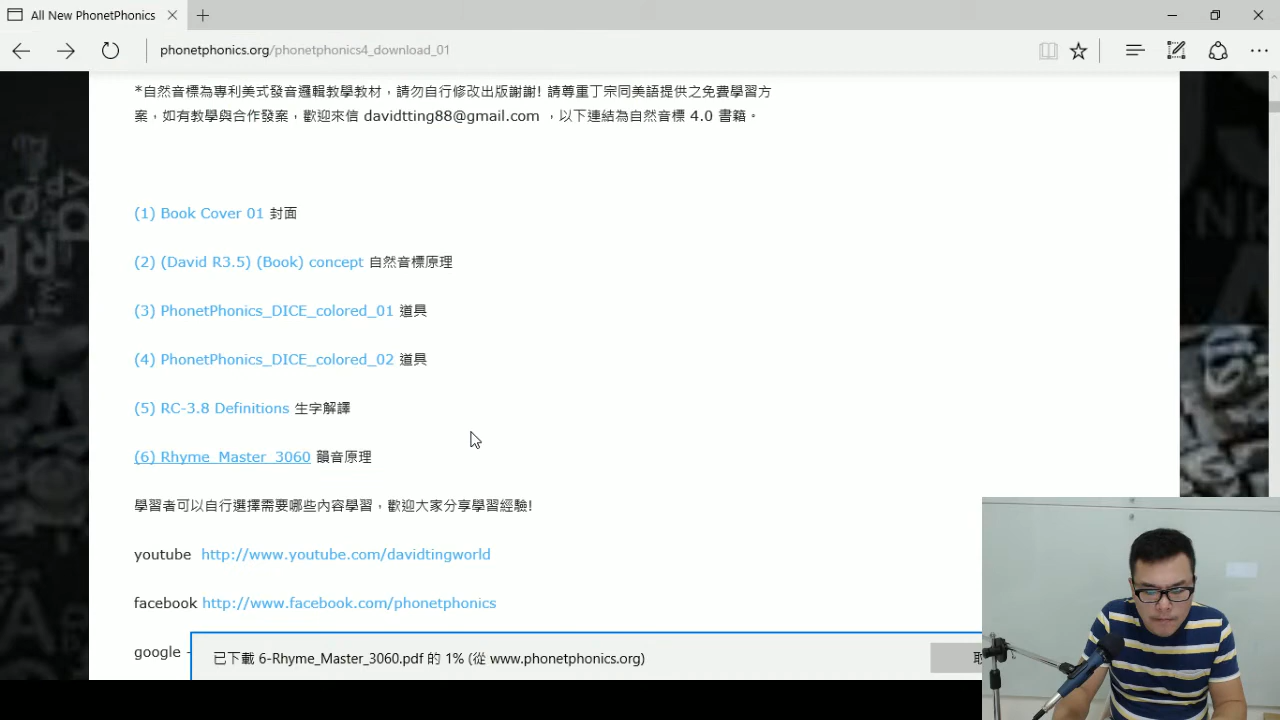 All New PhonetPhonics
phonetphonics.org/phonetphonics4_download_01
*自然音標為專利美式發音邏輯教學教材，請勿自行修改出版謝謝! 請尊重丁宗同美語提供之免費學習方
案，如有教學與合作發案，歡迎來信 davidtting88@gmail.com ，以下連結為自然音標 4.0 書籍。
(1) Book Cover 01 封面
(2) (David R3.5) (Book) concept 自然音標原理
(3) PhonetPhonics_DICE_colored_01 道具
(4) PhonetPhonics_DICE_colored_02 道具
(5) RC-3.8 Definitions 生字解譯
(6) Rhyme_Master_3060 韻音原理
學習者可以自行選擇需要哪些內容學習，歡迎大家分享學習經驗!
youtube http://www.youtube.com/davidtingworld
facebook http://www.facebook.com/phonetphonics
google
已下載 6-Rhyme_Master_3060.pdf 的 1% (從 www.phonetphonics.org)